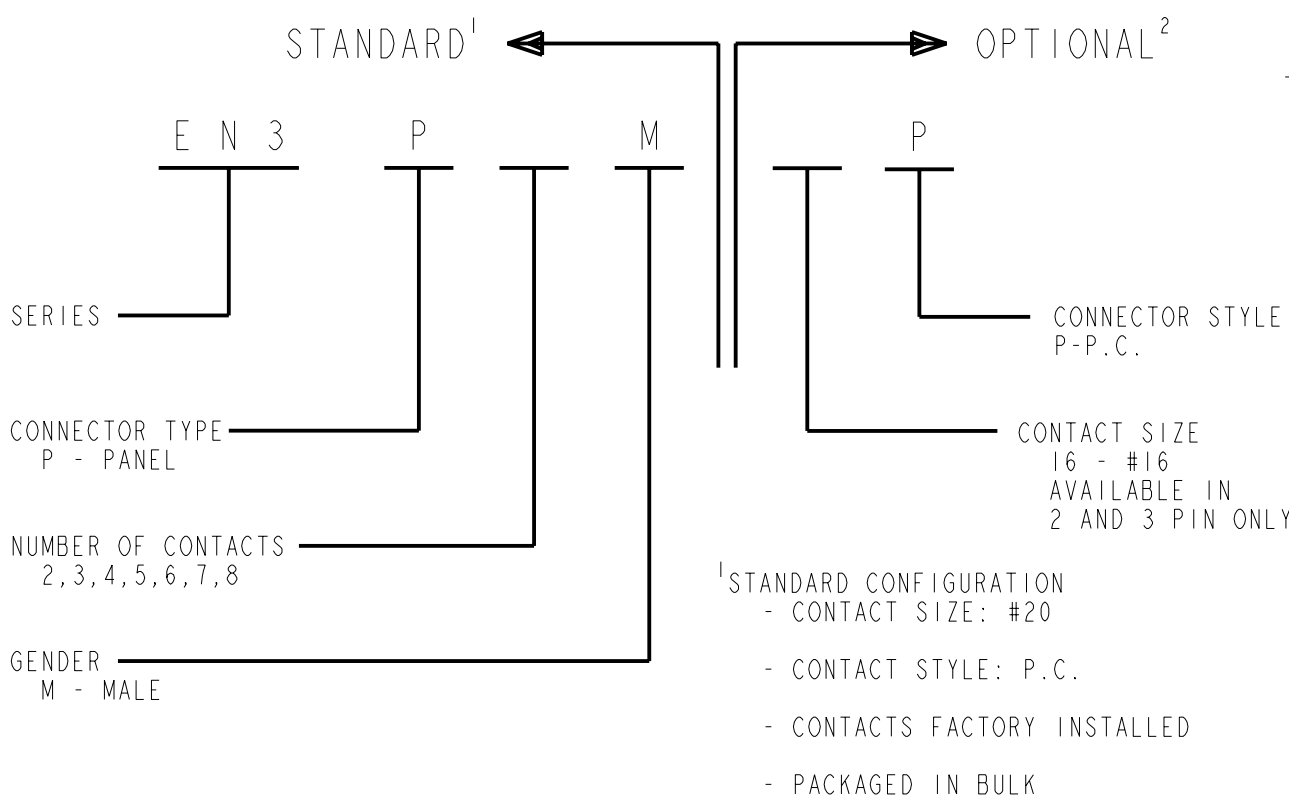 STANDARD¹ OPTIONAL²
EN3 P M P
SERIES
CONNECTOR STYLE
P-P.C.
CONNECTOR TYPE
P - PANEL
CONTACT SIZE
16 - #16
AVAILABLE IN
2 AND 3 PIN ONLY
NUMBER OF CONTACTS
2,3,4,5,6,7,8
GENDER
M - MALE
¹STANDARD CONFIGURATION
- CONTACT SIZE: #20
- CONTACT STYLE: P.C.
- CONTACTS FACTORY INSTALLED
- PACKAGED IN BULK